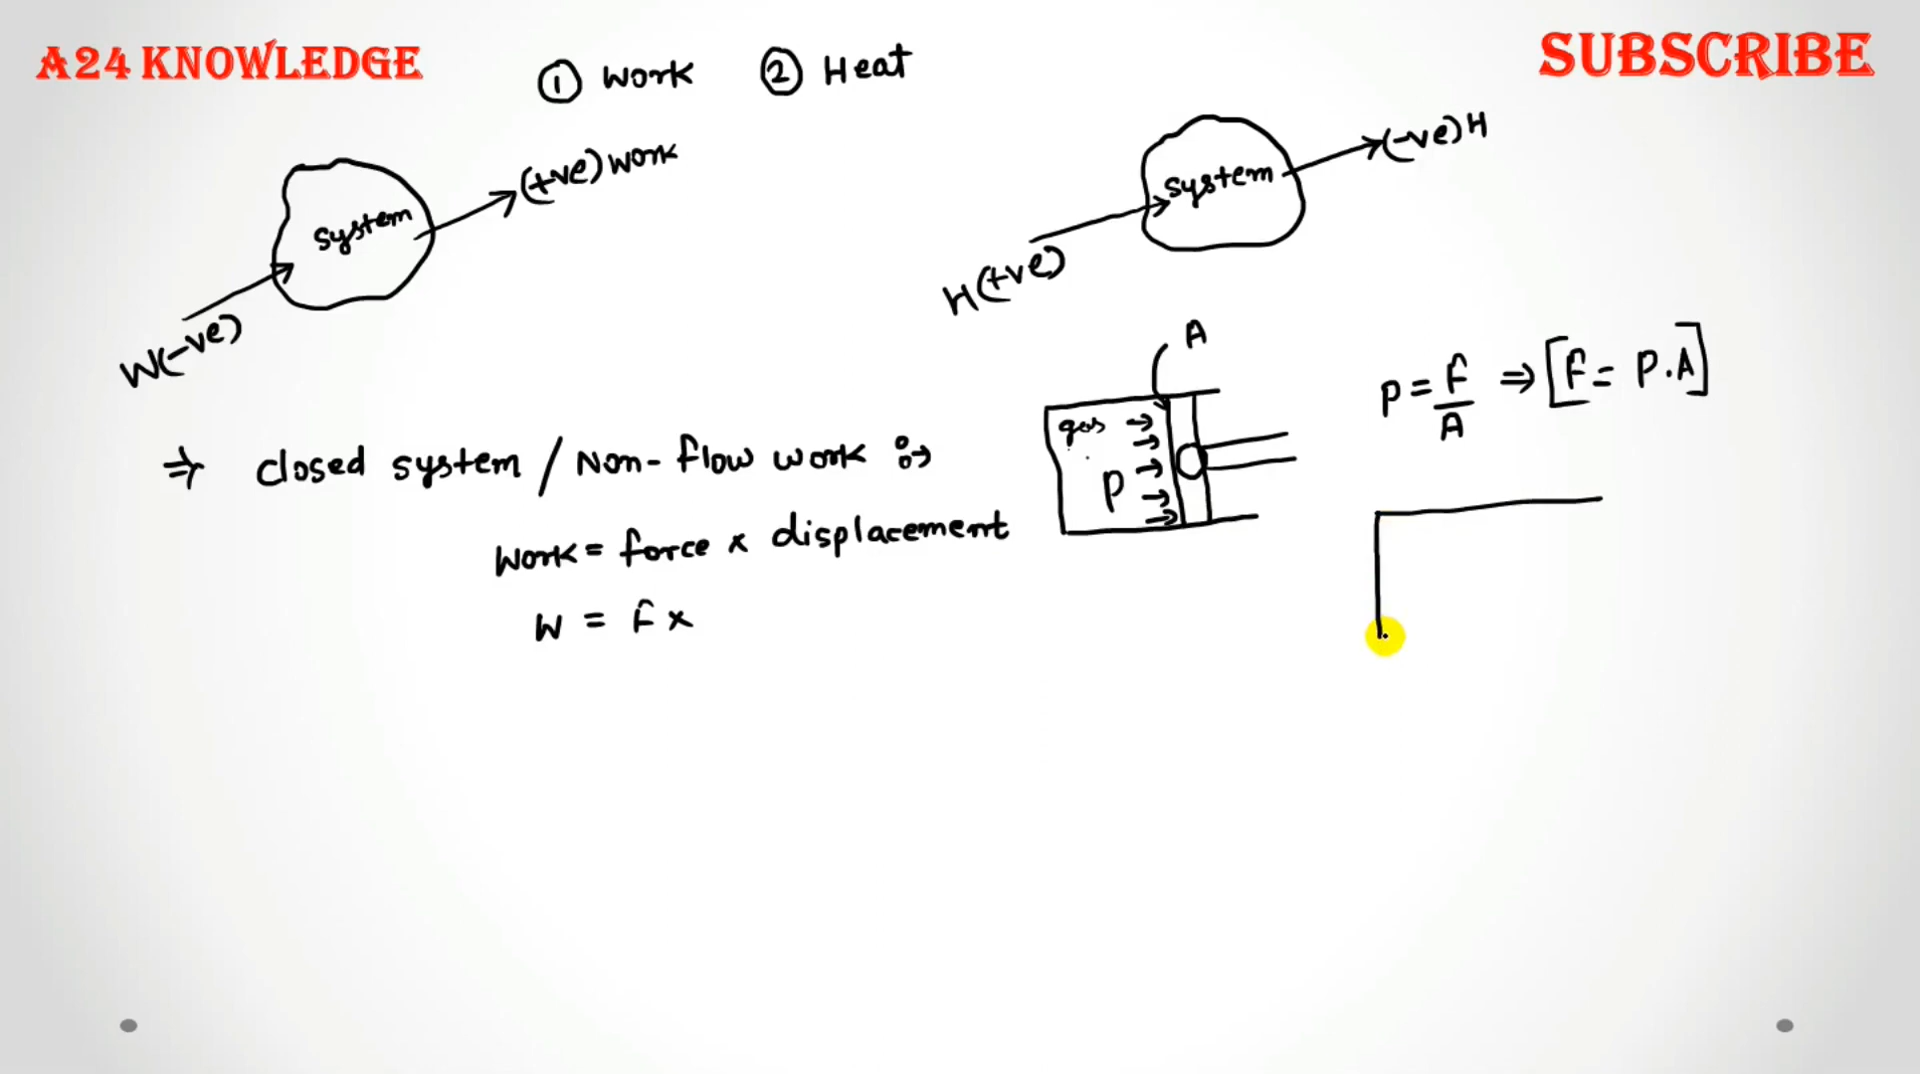 A24 KNOWLEDGE
① Work ② Heat
SUBSCRIBE
system
(+ve) work
W(-ve)
system
(-ve) H
H(+ve)
A
gas
P
P = F/A ⇒ [F = P.A]
⇒ closed system / Non-flow work :→
Work = force × displacement
W = F x